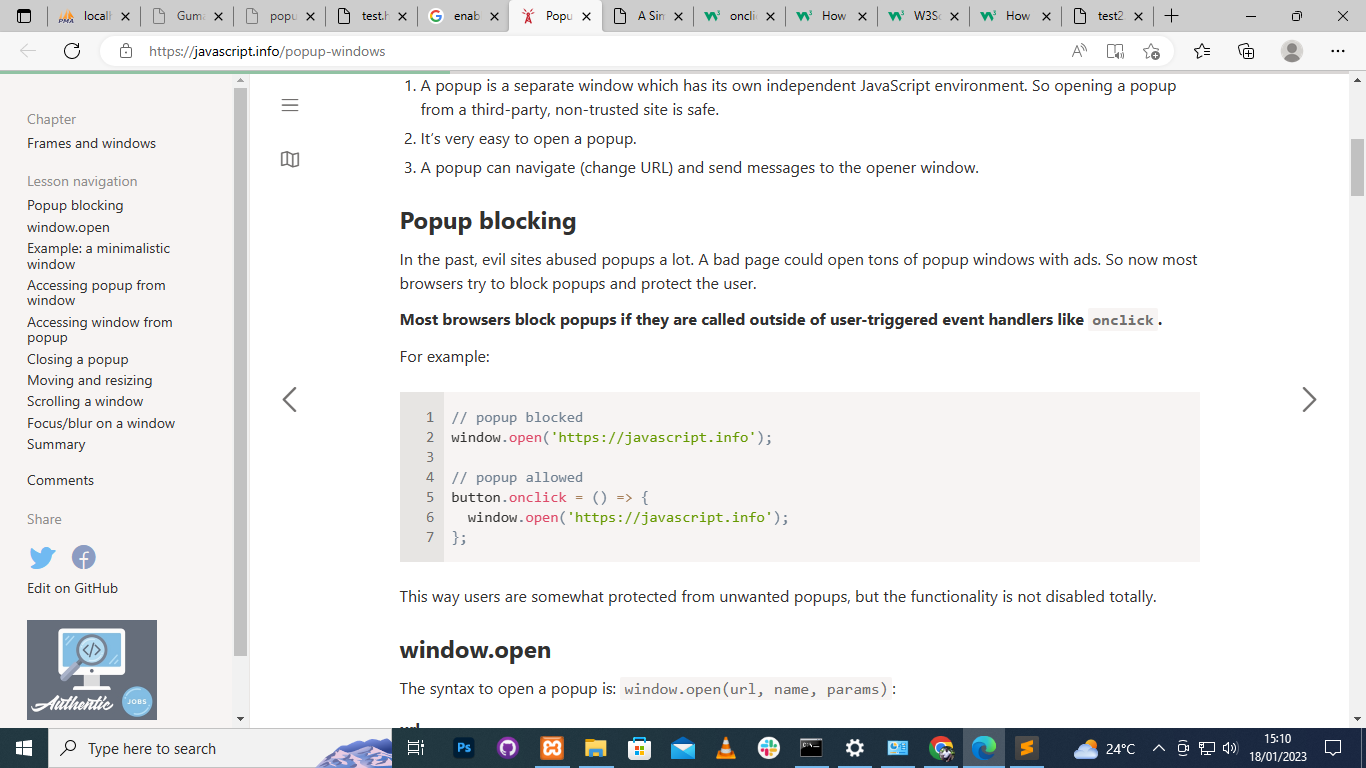 locall
Guma
popu
test.h
enab
Popu
A Sim
onclic
How
W3Sc
How
test2
https://javascript.info/popup-windows
Chapter
Frames and windows
Lesson navigation
Popup blocking
window.open
Example: a minimalistic
window
Accessing popup from
window
Accessing window from
popup
Closing a popup
Moving and resizing
Scrolling a window
Focus/blur on a window
Summary
Comments
Share
Edit on GitHub
Authentic
JOBS
1. A popup is a separate window which has its own independent JavaScript environment. So opening a popup
from a third-party, non-trusted site is safe.
2. It’s very easy to open a popup.
3. A popup can navigate (change URL) and send messages to the opener window.
Popup blocking
In the past, evil sites abused popups a lot. A bad page could open tons of popup windows with ads. So now most
browsers try to block popups and protect the user.
Most browsers block popups if they are called outside of user-triggered event handlers like onclick.
For example:
1 // popup blocked
2 window.open('https://javascript.info');
3
4 // popup allowed
5 button.onclick = () => {
6   window.open('https://javascript.info');
7 };
This way users are somewhat protected from unwanted popups, but the functionality is not disabled totally.
window.open
The syntax to open a popup is: window.open(url, name, params):
Type here to search
Ps
24°C
15:10
18/01/2023